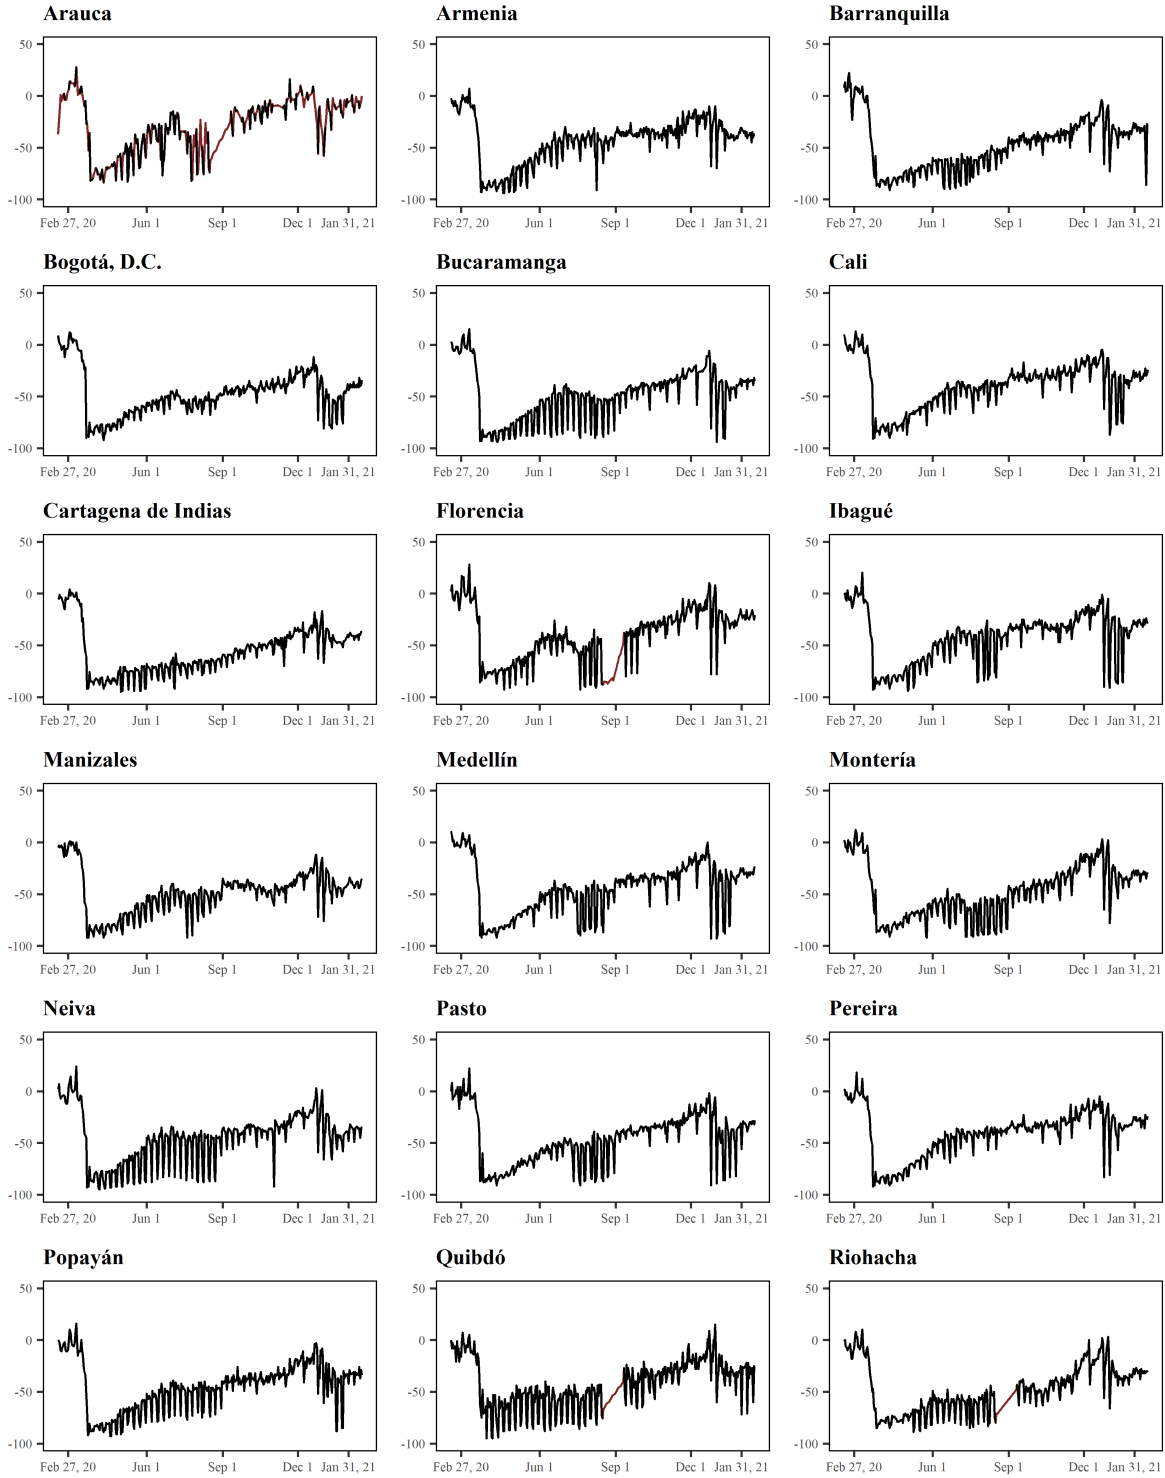 Arauca Armenia Barranquilla
50 50 50
0 0 0
-50 -50 -50
-100 -100 -100
Feb 27, 20 Jun 1 Sep 1 Dec 1 Jan 31, 21 Feb 27, 20 Jun 1 Sep 1 Dec 1 Jan 31, 21 Feb 27, 20 Jun 1 Sep 1 Dec 1 Jan 31, 21
Bogotá, D.C. Bucaramanga Cali
50 50 50
0 0 0
-50 -50 -50
-100 -100 -100
Feb 27, 20 Jun 1 Sep 1 Dec 1 Jan 31, 21 Feb 27, 20 Jun 1 Sep 1 Dec 1 Jan 31, 21 Feb 27, 20 Jun 1 Sep 1 Dec 1 Jan 31, 21
Cartagena de Indias Florencia Ibagué
50 50 50
0 0 0
-50 -50 -50
-100 -100 -100
Feb 27, 20 Jun 1 Sep 1 Dec 1 Jan 31, 21 Feb 27, 20 Jun 1 Sep 1 Dec 1 Jan 31, 21 Feb 27, 20 Jun 1 Sep 1 Dec 1 Jan 31, 21
Manizales Medellín Montería
50 50 50
0 0 0
-50 -50 -50
-100 -100 -100
Feb 27, 20 Jun 1 Sep 1 Dec 1 Jan 31, 21 Feb 27, 20 Jun 1 Sep 1 Dec 1 Jan 31, 21 Feb 27, 20 Jun 1 Sep 1 Dec 1 Jan 31, 21
Neiva Pasto Pereira
50 50 50
0 0 0
-50 -50 -50
-100 -100 -100
Feb 27, 20 Jun 1 Sep 1 Dec 1 Jan 31, 21 Feb 27, 20 Jun 1 Sep 1 Dec 1 Jan 31, 21 Feb 27, 20 Jun 1 Sep 1 Dec 1 Jan 31, 21
Popayán Quibdó Riohacha
50 50 50
0 0 0
-50 -50 -50
-100 -100 -100
Feb 27, 20 Jun 1 Sep 1 Dec 1 Jan 31, 21 Feb 27, 20 Jun 1 Sep 1 Dec 1 Jan 31, 21 Feb 27, 20 Jun 1 Sep 1 Dec 1 Jan 31, 21